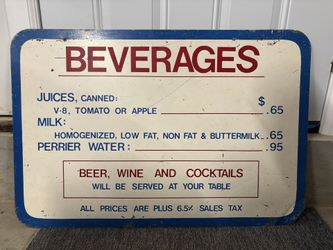 BEVERAGES
JUICES, CANNED: $
V-8, TOMATO OR APPLE .65
MILK:
HOMOGENIZED, LOW FAT, NON FAT & BUTTERMILK .65
PERRIER WATER: .95
BEER, WINE AND COCKTAILS
WILL BE SERVED AT YOUR TABLE
ALL PRICES ARE PLUS 6.5% SALES TAX